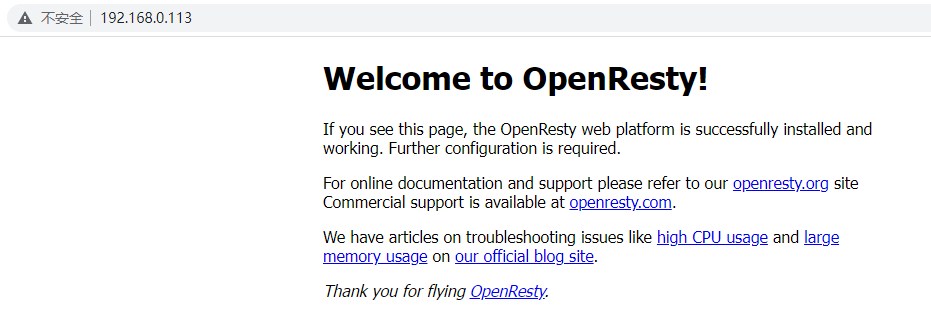 不安全 192.168.0.113
Welcome to OpenResty!
If you see this page, the OpenResty web platform is successfully installed and
working. Further configuration is required.
For online documentation and support please refer to our openresty.org site
Commercial support is available at openresty.com.
We have articles on troubleshooting issues like high CPU usage and large
memory usage on our official blog site.
Thank you for flying OpenResty.